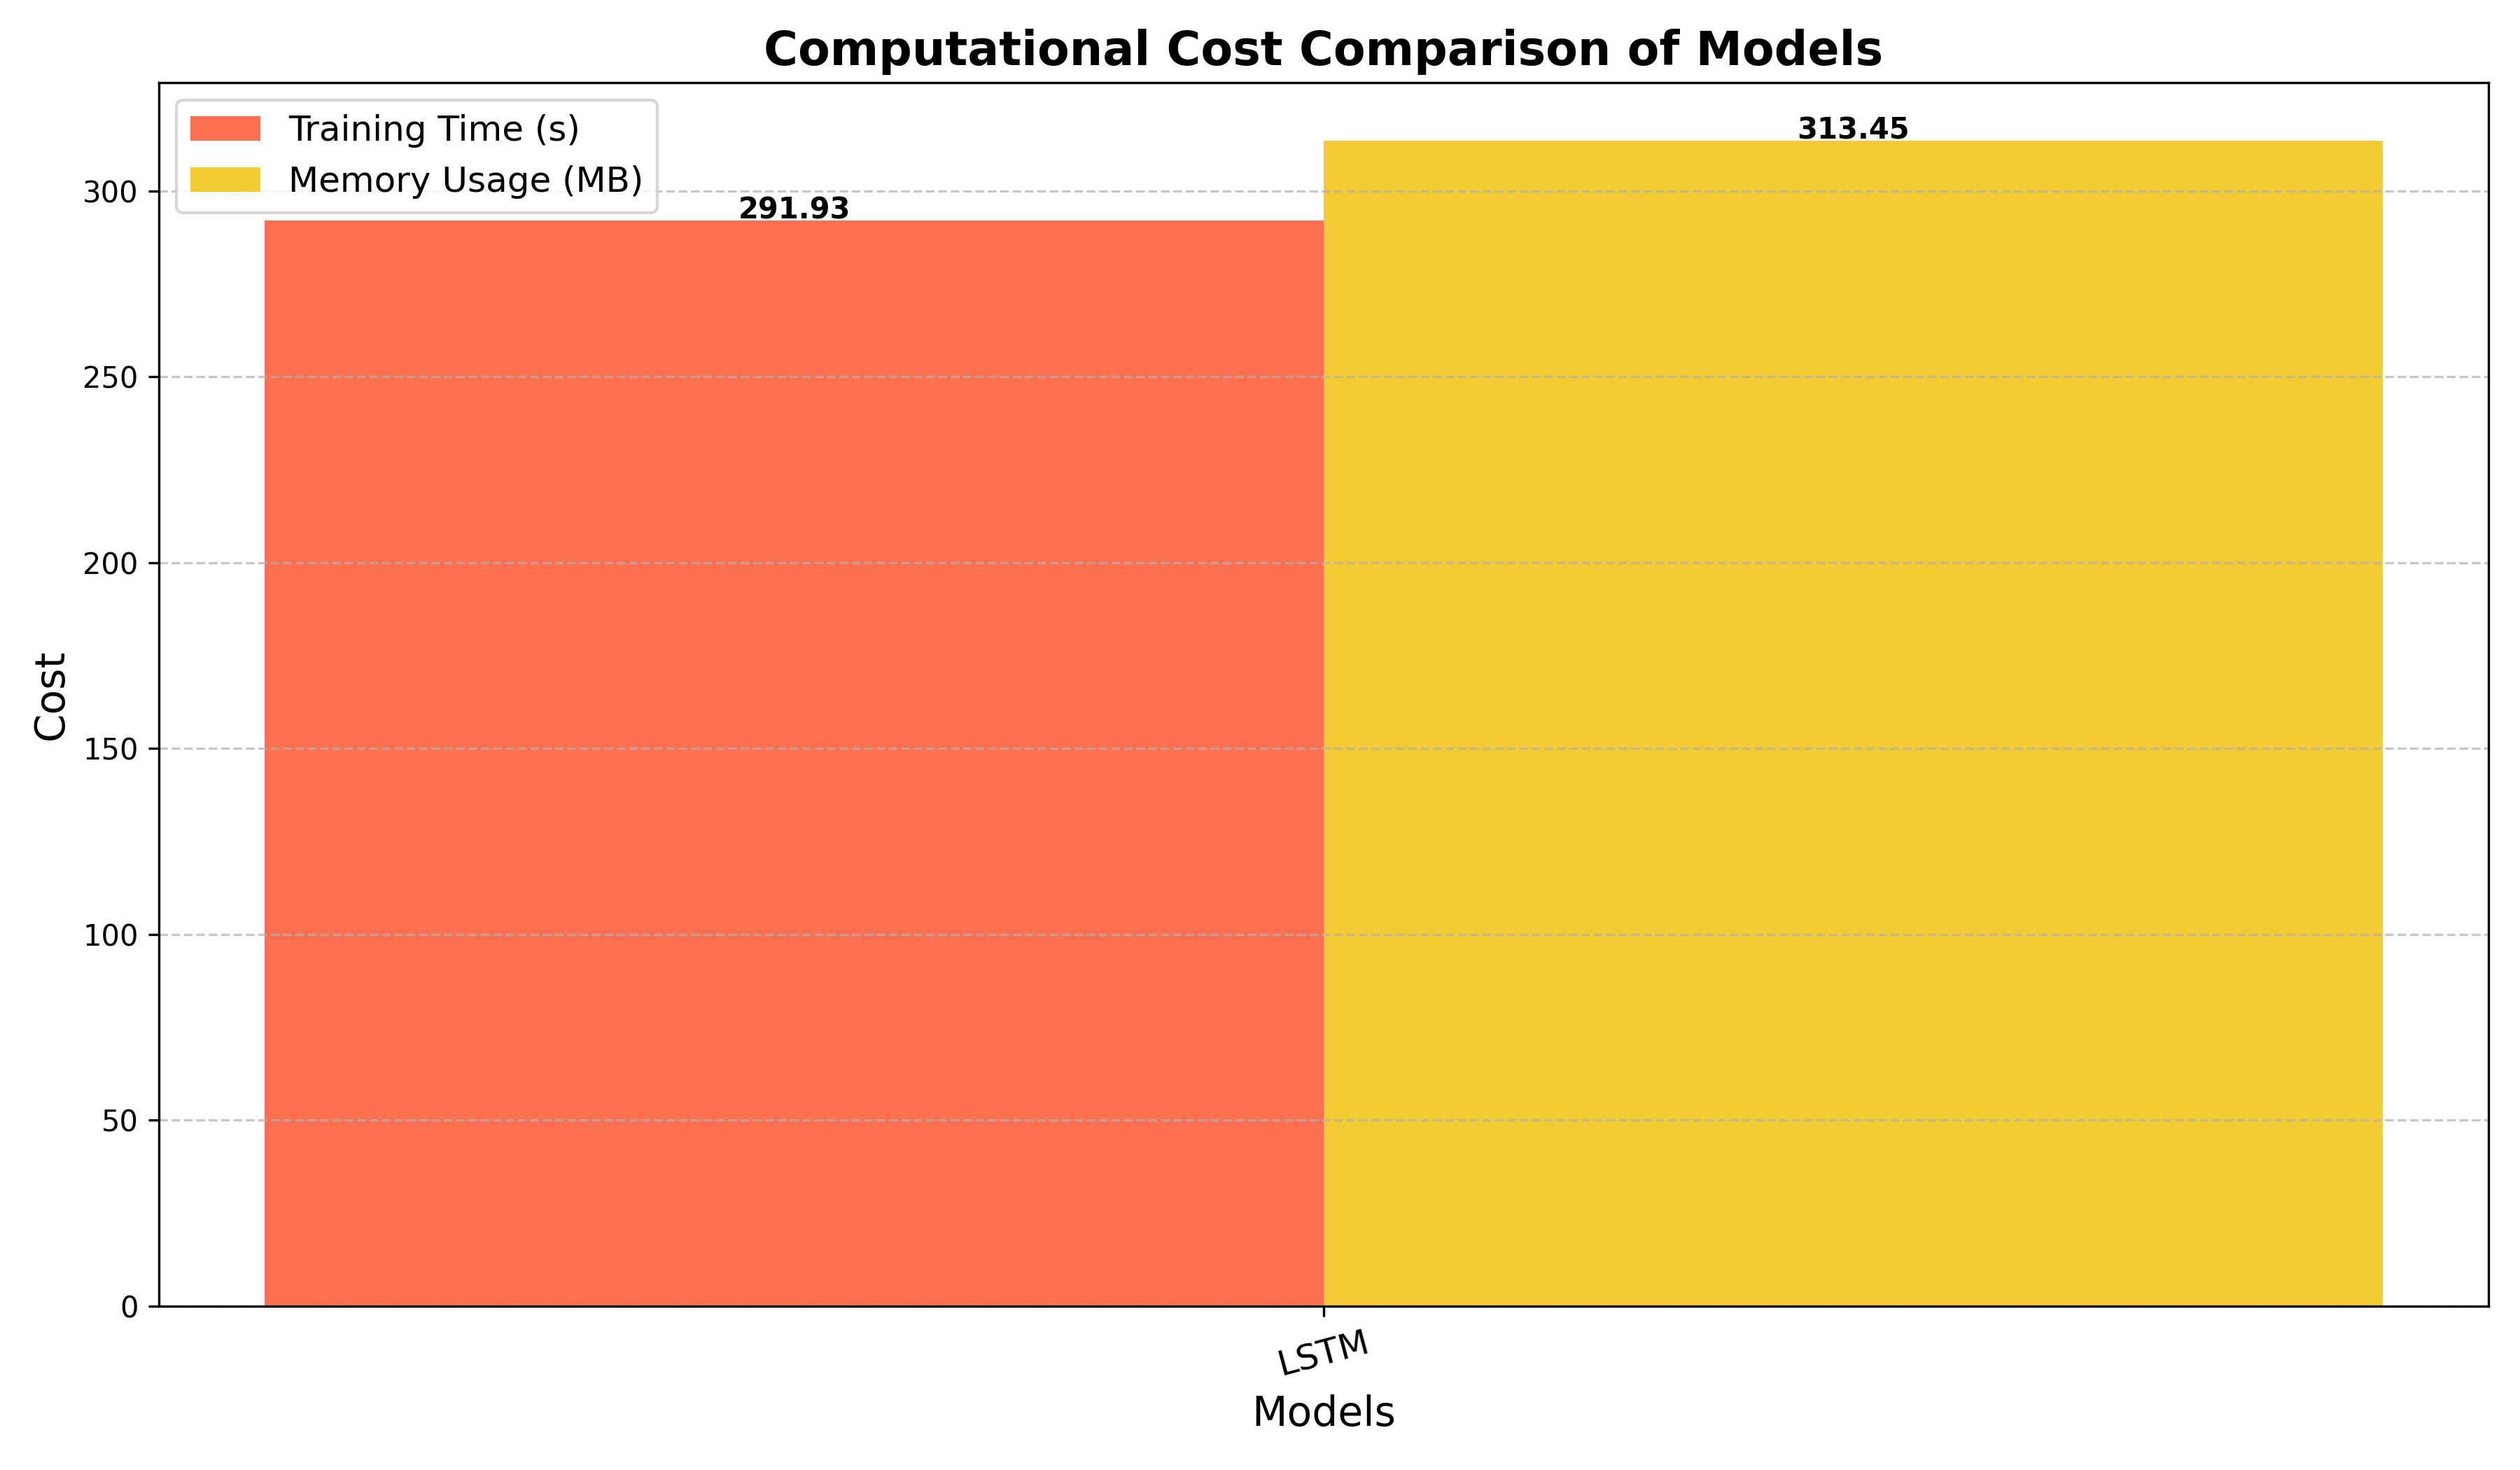 Computational Cost Comparison of Models
Training Time (s)
Memory Usage (MB)
313.45
291.93
300
250
200
150
100
50
0
Cost
LSTM
Models